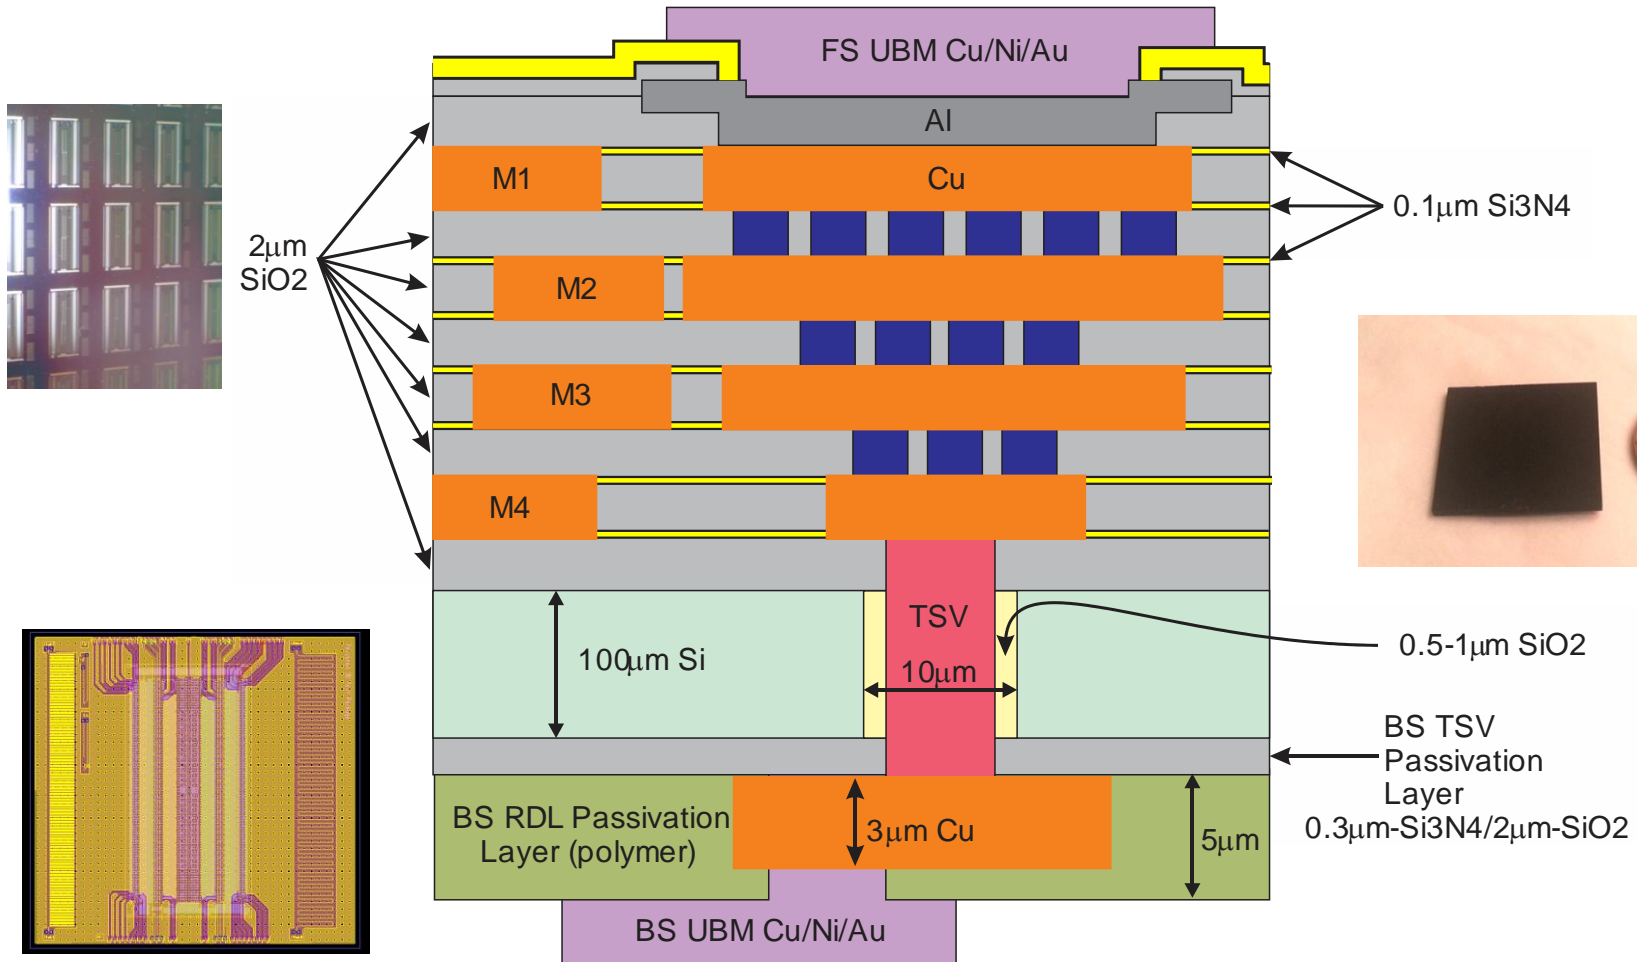 FS UBM Cu/Ni/Au
Al
M1
Cu
0.1μm Si3N4
2μm
SiO2
M2
M3
M4
TSV
100μm Si
10μm
0.5-1μm SiO2
BS TSV
Passivation
Layer
0.3μm-Si3N4/2μm-SiO2
BS RDL Passivation
Layer (polymer)
3μm Cu
5μm
BS UBM Cu/Ni/Au